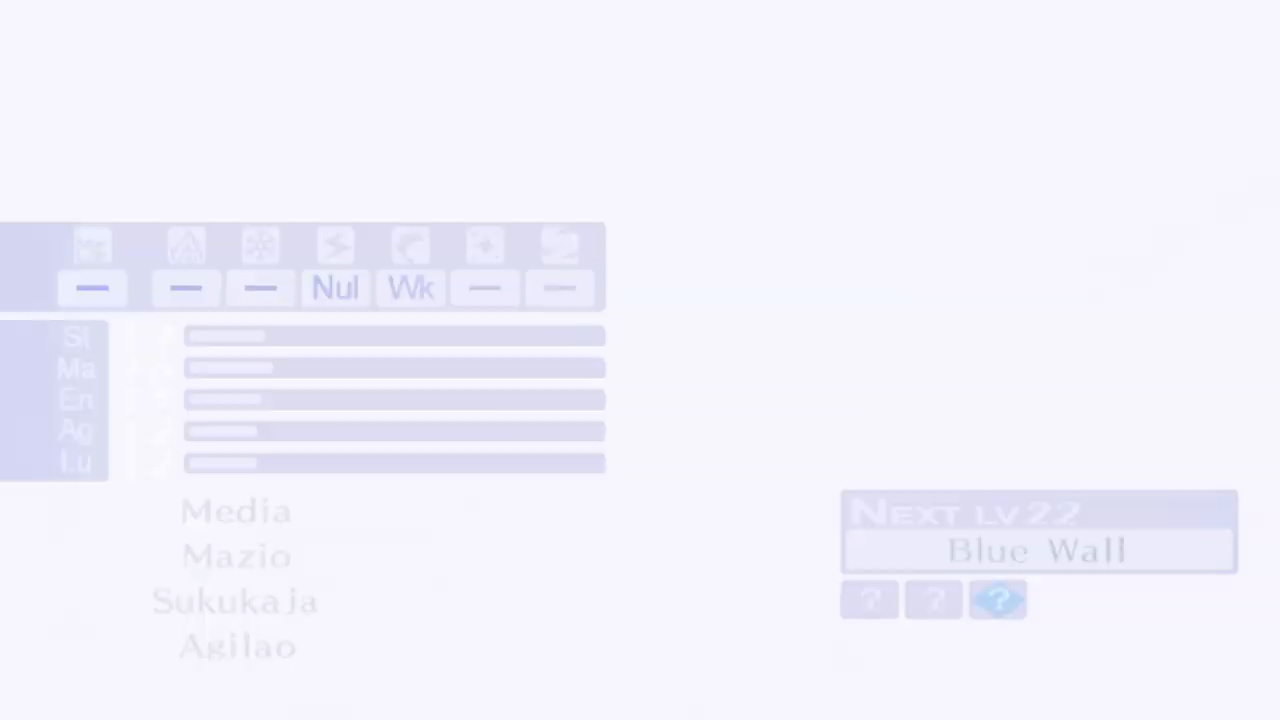 — — — Nul Wk — —
St
Ma
En
Ag
Lu
Media
Mazio
Sukukaja
Agilao
NEXT LV 22
Blue Wall
? ? ?